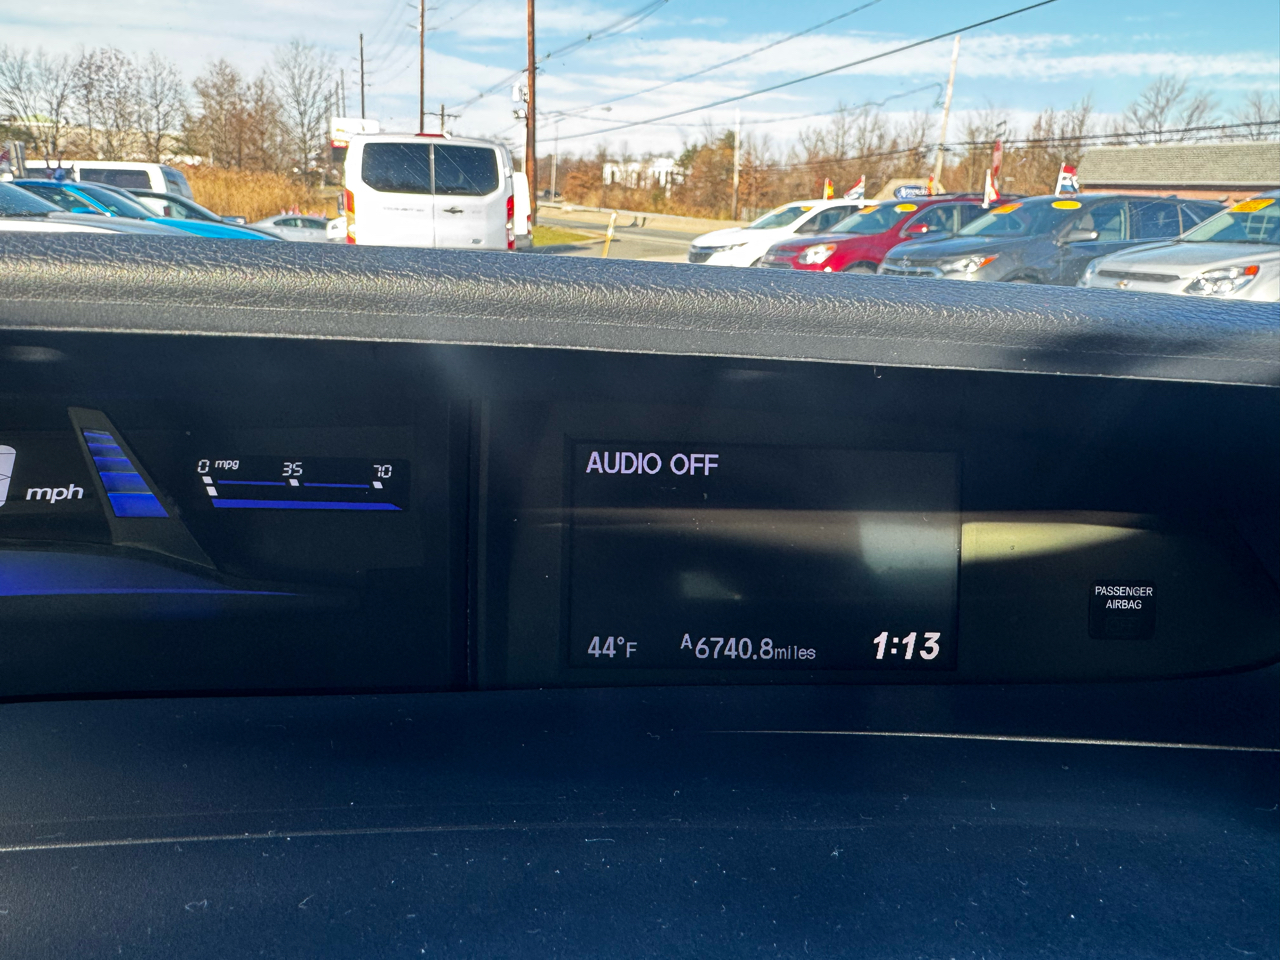 0 mpg 35 70
mph
AUDIO OFF
44°F A6740.8miles 1:13
PASSENGER
AIRBAG